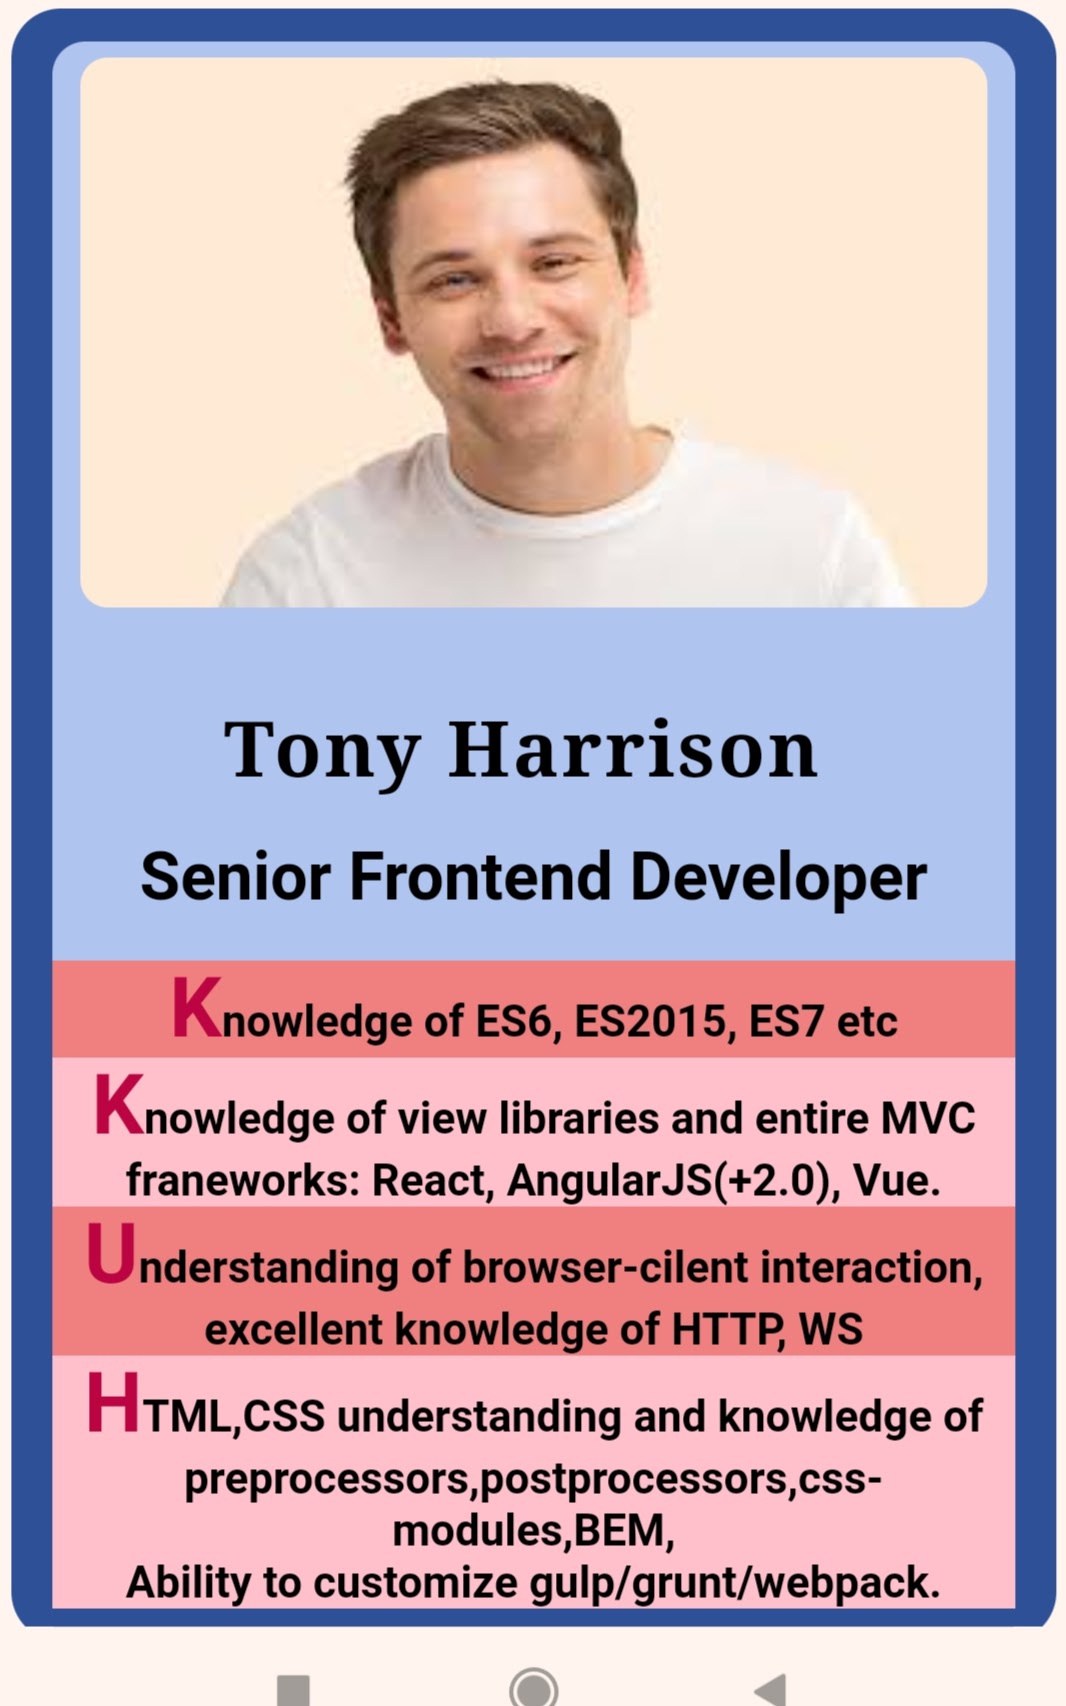 Tony Harrison
Senior Frontend Developer
Knowledge of ES6, ES2015, ES7 etc
Knowledge of view libraries and entire MVC
franeworks: React, AngularJS(+2.0), Vue.
Understanding of browser-cilent interaction,
excellent knowledge of HTTP, WS
HTML,CSS understanding and knowledge of
preprocessors,postprocessors,css-
modules,BEM,
Ability to customize gulp/grunt/webpack.